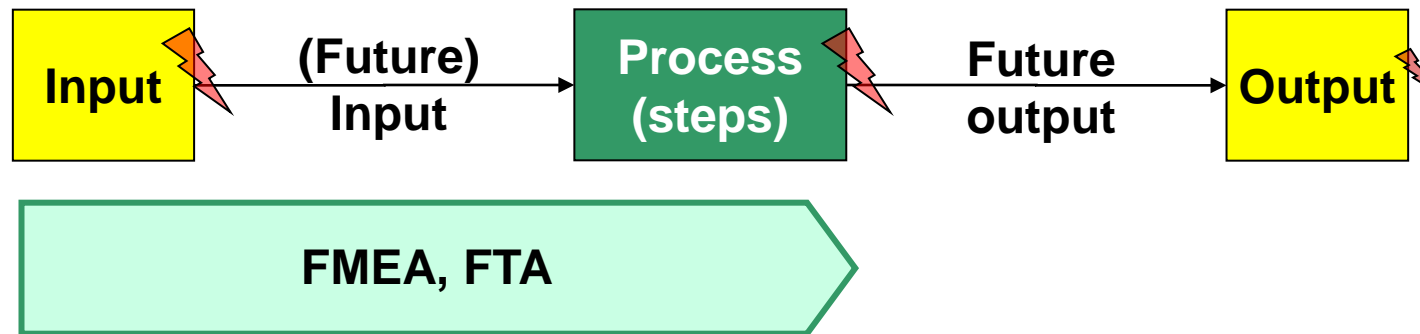 Input
(Future)
Input
Process
(steps)
Future
output
Output
FMEA, FTA